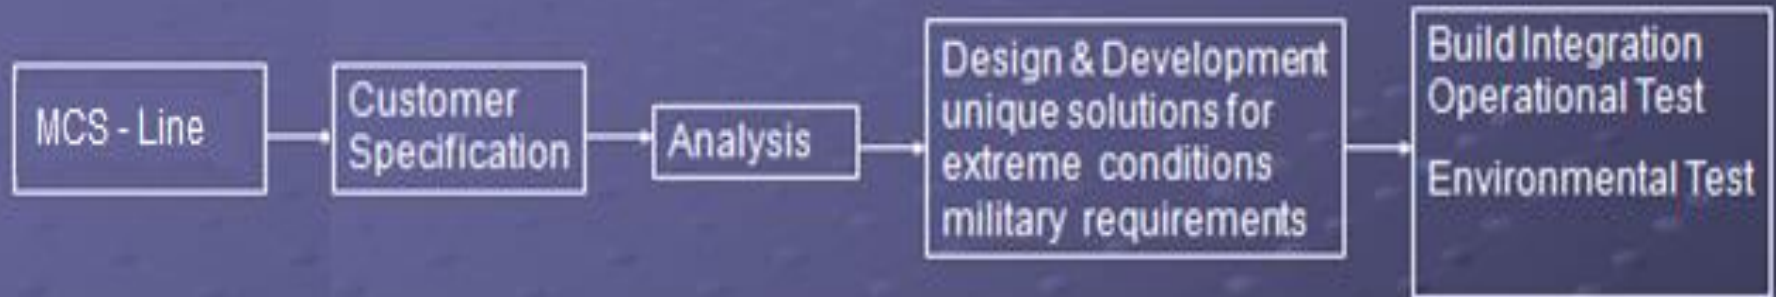 MCS - Line
Customer
Specification
Analysis
Design & Development
unique solutions for
extreme conditions
military requirements
Build Integration
Operational Test
Environmental Test